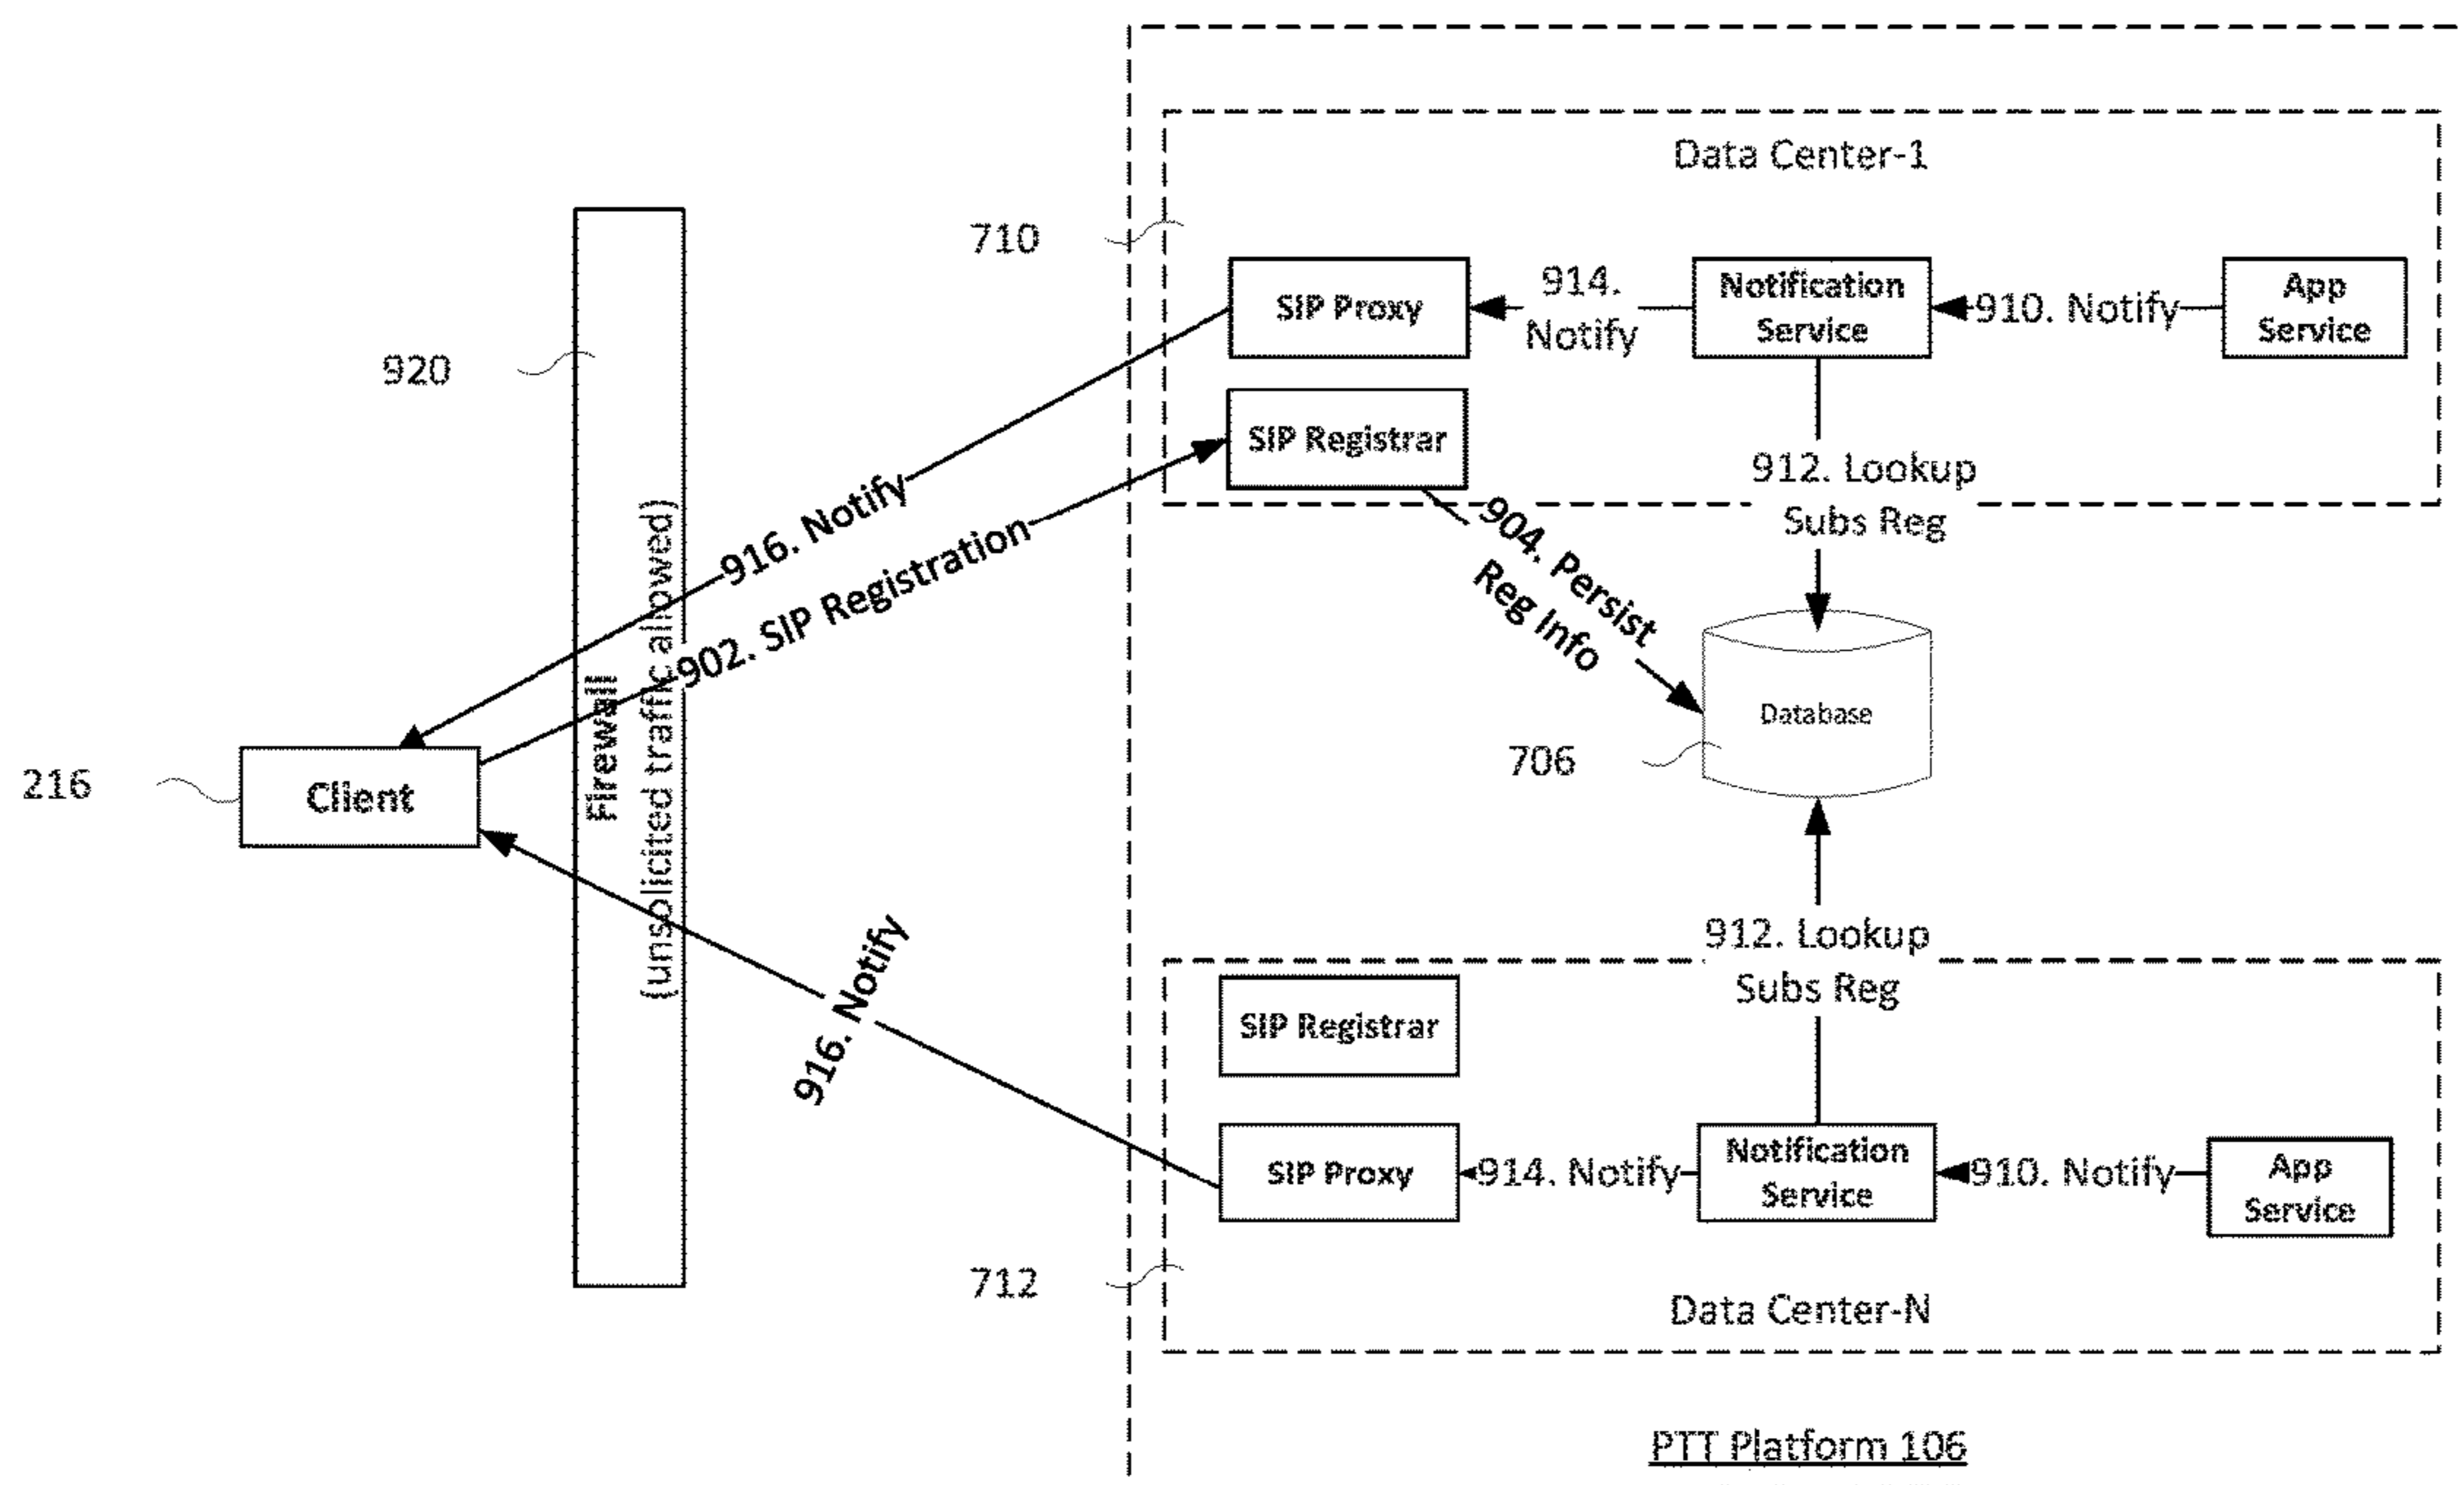 Data Center-1
710
SIP Proxy
914.
Notify
Notification
Service
910. Notify
App
Service
920
SIP Registrar
912. Lookup
Subs Reg
916. Notify
902. SIP Registration
904. Persist
Reg Info
Firewall
(unsolicited traffic allowed)
Database
706
216
Client
912. Lookup
Subs Reg
916. Notify
SIP Registrar
SIP Proxy
914. Notify
Notification
Service
910. Notify
App
Service
712
Data Center-N
PTT Platform 106